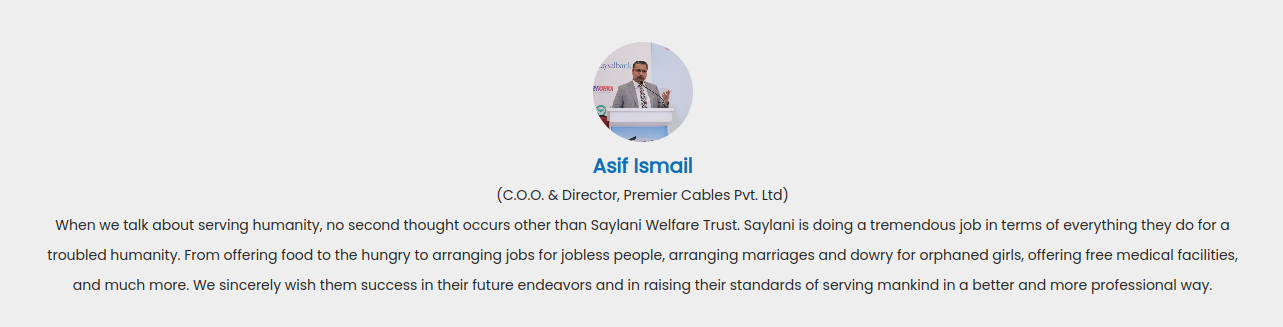 Asif Ismail
(C.O.O. & Director, Premier Cables Pvt. Ltd)
When we talk about serving humanity, no second thought occurs other than Saylani Welfare Trust. Saylani is doing a tremendous job in terms of everything they do for a
troubled humanity. From offering food to the hungry to arranging jobs for jobless people, arranging marriages and dowry for orphaned girls, offering free medical facilities,
and much more. We sincerely wish them success in their future endeavors and in raising their standards of serving mankind in a better and more professional way.